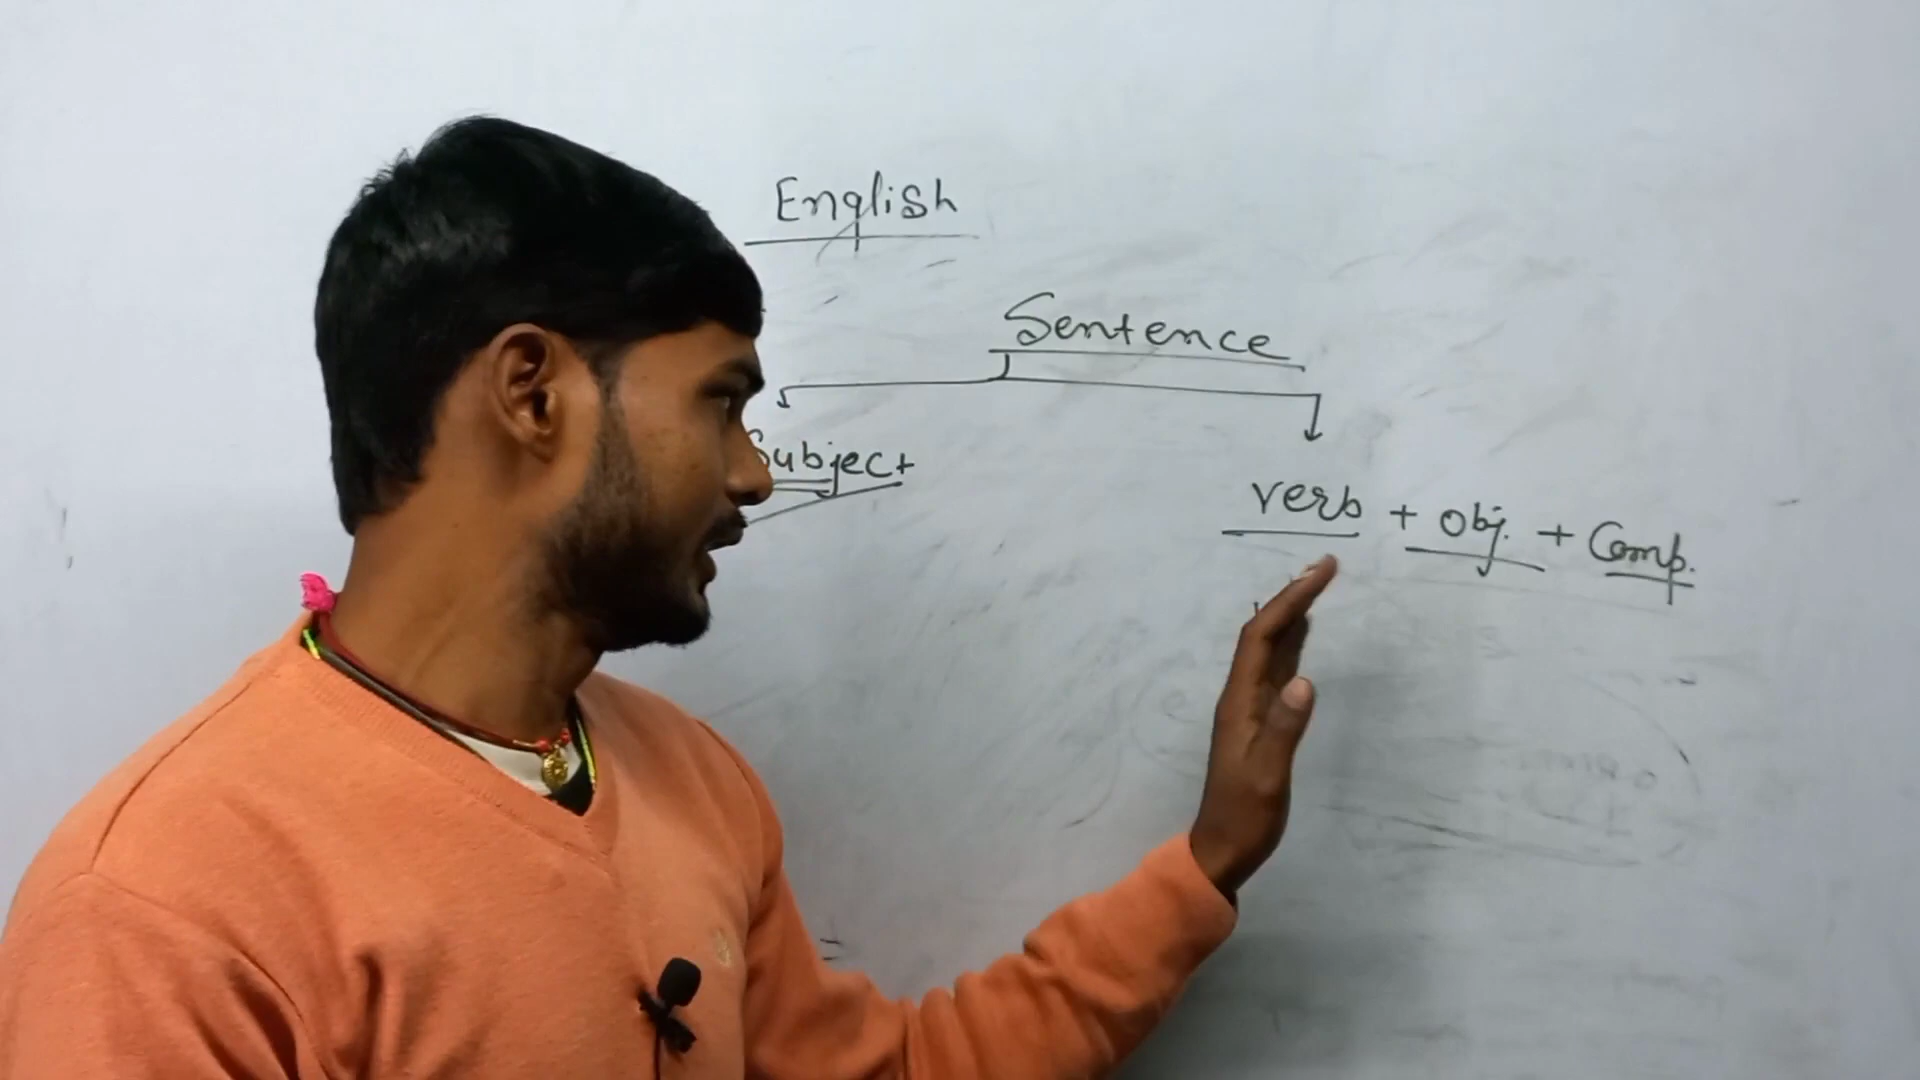 English
Sentence
Subject
verb + obj. + Comp.